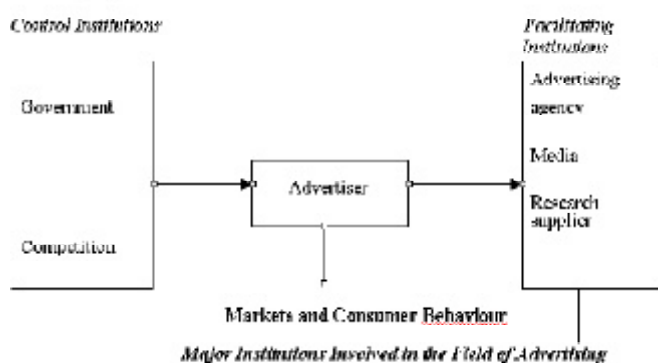 Control Institutions
Facilitating
Institutions
Government
Advertising
agency
Media
Advertiser
Research
supplier
Competition
Markets and Consumer Behaviour
Major Institutions Involved in the Field of Advertising